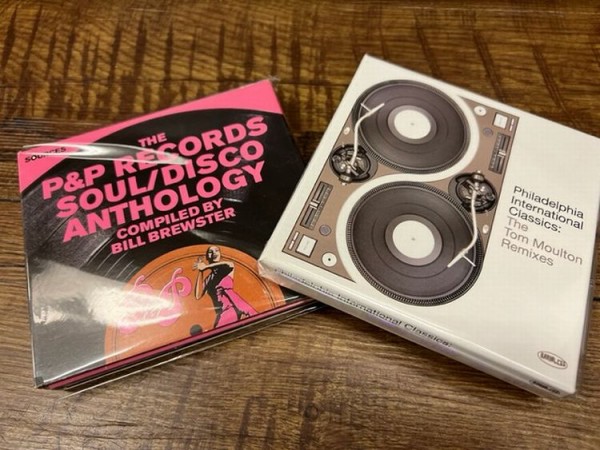 SOURCES
THE
P&P RECORDS
SOUL/DISCO
ANTHOLOGY
COMPILED BY
BILL BREWSTER
P&P
Philadelphia
International
Classics:
The
Tom Moulton
Remixes
Philadelphia International Classics: